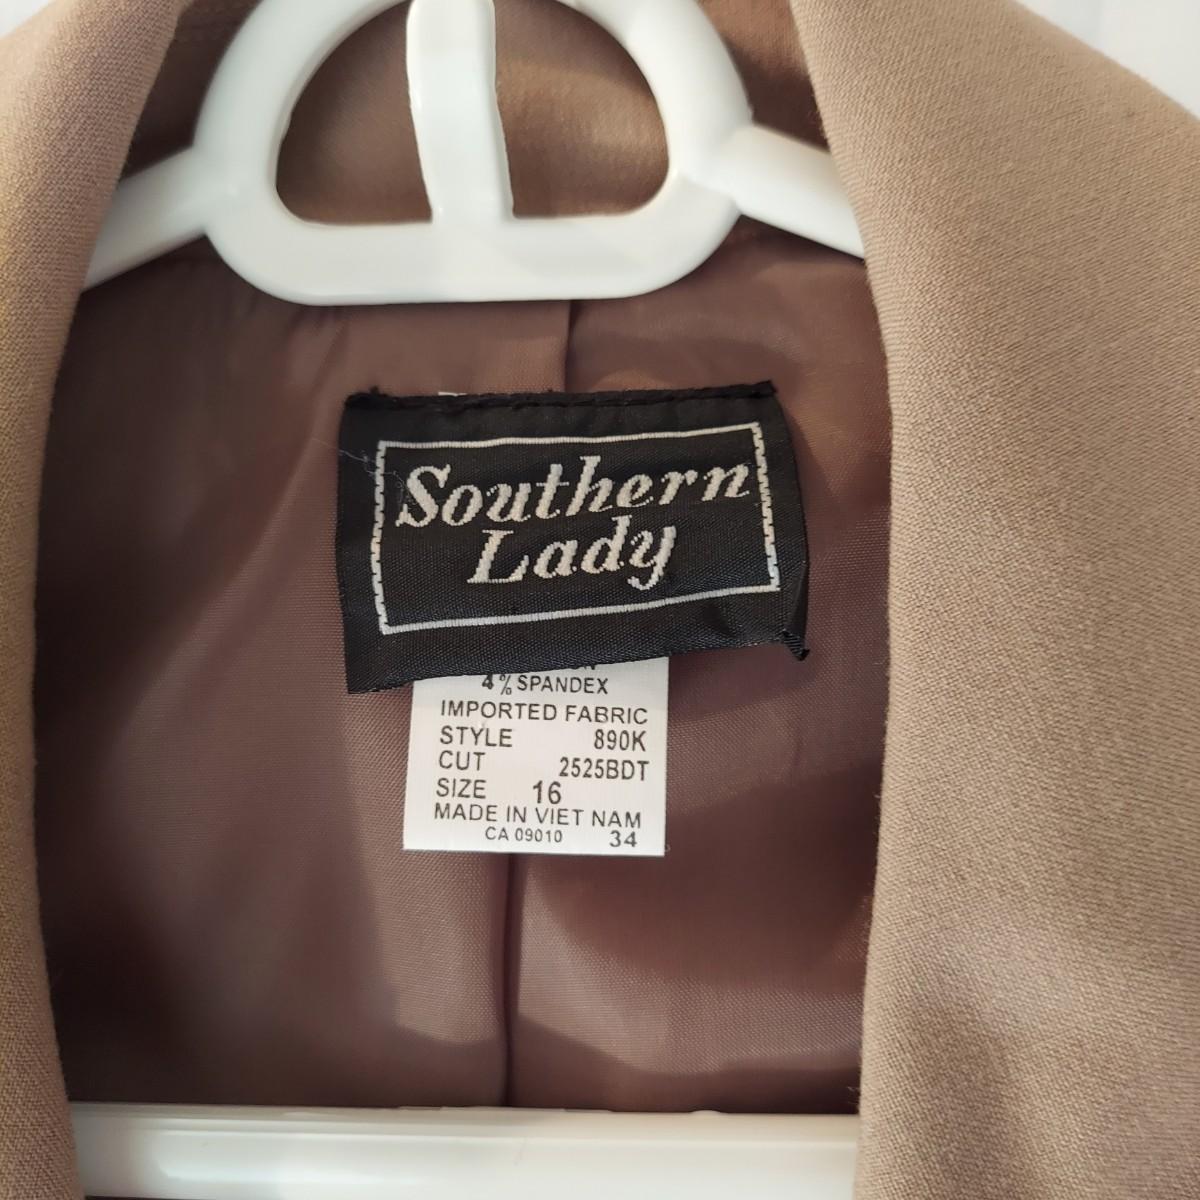 Southern
Lady
4% SPANDEX
IMPORTED FABRIC
STYLE 890K
CUT 2525BDT
SIZE 16
MADE IN VIET NAM
CA 09010 34